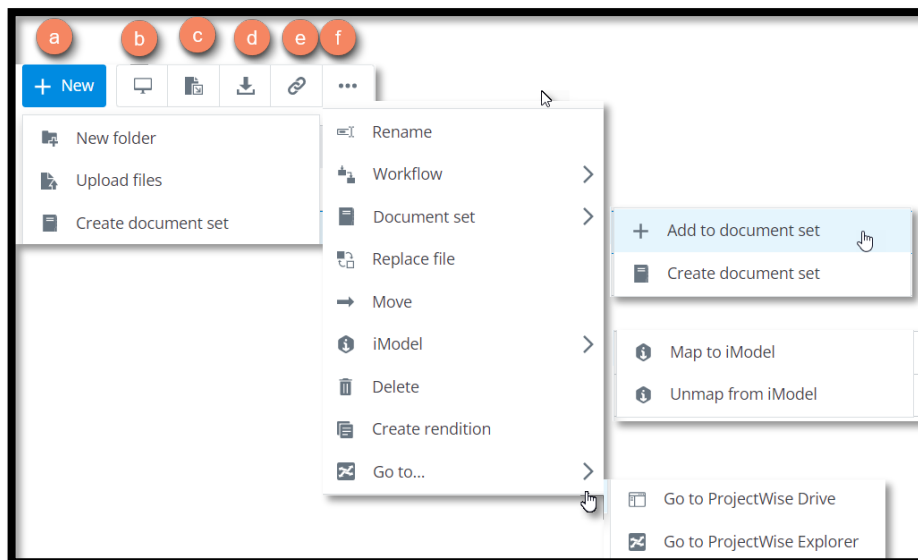 a b c d e f
+ New
New folder
Upload files
Create document set
Rename
Workflow
Document set
Replace file
Move
iModel
Delete
Create rendition
Go to...
Add to document set
Create document set
Map to iModel
Unmap from iModel
Go to ProjectWise Drive
Go to ProjectWise Explorer